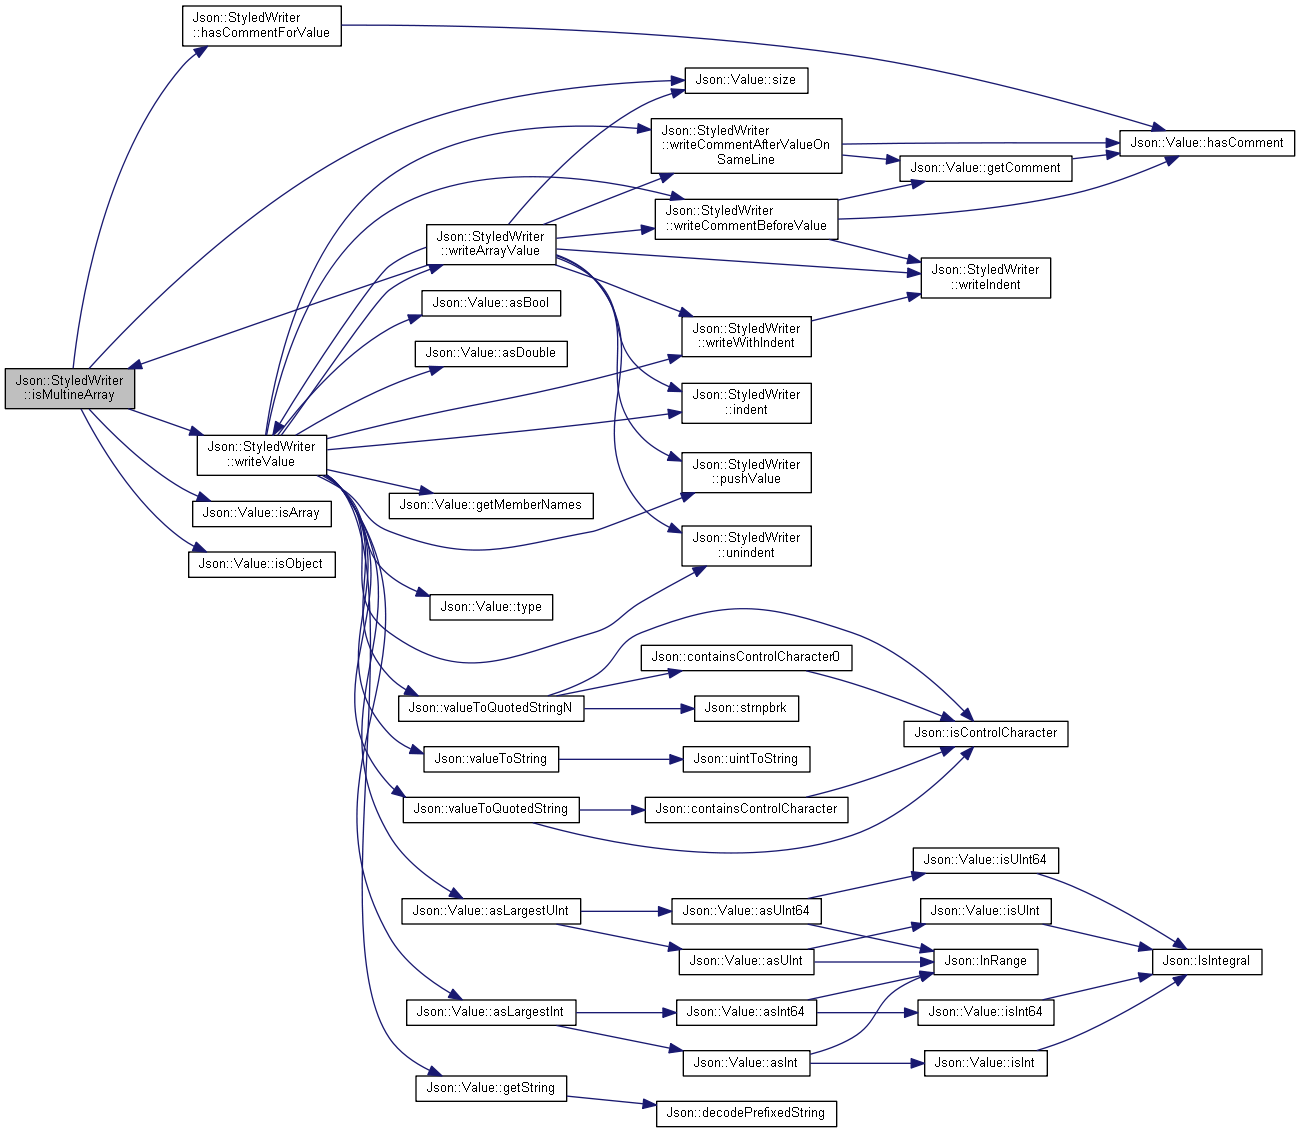 Json::StyledWriter
::hasCommentForValue
Json::Value::size
Json::StyledWriter
::writeCommentAfterValueOn
SameLine
Json::Value::hasComment
Json::Value::getComment
Json::StyledWriter
::writeCommentBeforeValue
Json::StyledWriter
::writeArrayValue
Json::StyledWriter
::writeIndent
Json::Value::asBool
Json::StyledWriter
::writeWithIndent
Json::Value::asDouble
Json::StyledWriter
::isMultineArray
Json::StyledWriter
::indent
Json::StyledWriter
::writeValue
Json::StyledWriter
::pushValue
Json::Value::getMemberNames
Json::Value::isArray
Json::StyledWriter
::unindent
Json::Value::isObject
Json::Value::type
Json::containsControlCharacter0
Json::valueToQuotedStringN
Json::strnpbrk
Json::isControlCharacter
Json::valueToString
Json::uintToString
Json::valueToQuotedString
Json::containsControlCharacter
Json::Value::isUInt64
Json::Value::asLargestUInt
Json::Value::asUInt64
Json::Value::isUInt
Json::Value::asUInt
Json::InRange
Json::IsIntegral
Json::Value::asLargestInt
Json::Value::asInt64
Json::Value::isInt64
Json::Value::asInt
Json::Value::isInt
Json::Value::getString
Json::decodePrefixedString